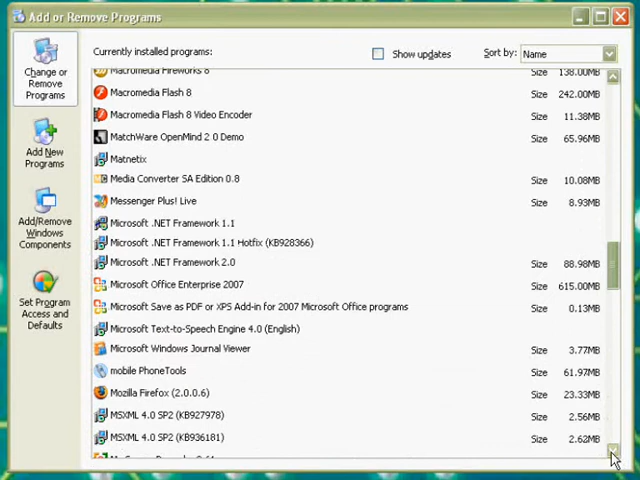 Add or Remove Programs
Currently installed programs:
Show updates
Sort by:
Name
Change or
Remove
Programs
Add New
Programs
Add/Remove
Windows
Components
Set Program
Access and
Defaults
Macromedia Fireworks 8 Size 138.00MB
Macromedia Flash 8 Size 242.00MB
Macromedia Flash 8 Video Encoder Size 11.38MB
MatchWare OpenMind 2 0 Demo Size 65.96MB
Matnetix
Media Converter SA Edition 0.8 Size 10.08MB
Messenger Plus! Live Size 8.93MB
Microsoft .NET Framework 1.1
Microsoft .NET Framework 1.1 Hotfix (KB928366)
Microsoft .NET Framework 2.0 Size 88.98MB
Microsoft Office Enterprise 2007 Size 615.00MB
Microsoft Save as PDF or XPS Add-in for 2007 Microsoft Office programs Size 0.13MB
Microsoft Text-to-Speech Engine 4.0 (English)
Microsoft Windows Journal Viewer Size 3.77MB
mobile PhoneTools Size 61.97MB
Mozilla Firefox (2.0.0.6) Size 23.33MB
MSXML 4.0 SP2 (KB927978) Size 2.56MB
MSXML 4.0 SP2 (KB936181) Size 2.62MB